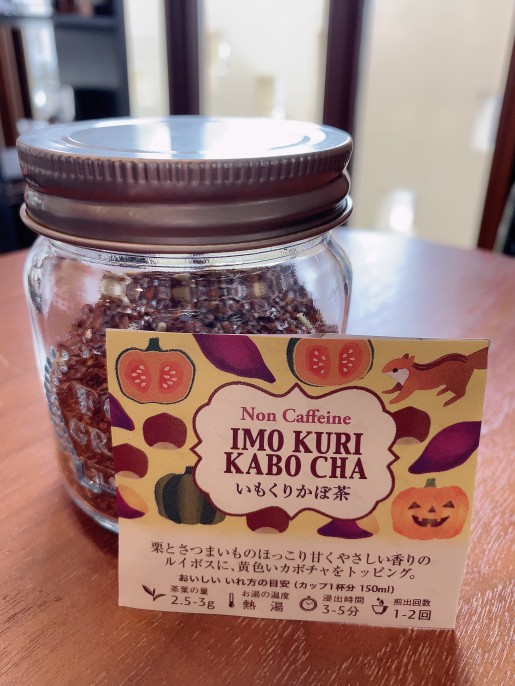 Non Caffeine
IMO KURI
KABO CHA
いもくりかぼ茶
栗とさつまいものほっこり甘くやさしい香りの
ルイボスに、黄色いカボチャをトッピング。
おいしい いれ方の目安 (カップ1杯分 150ml)
茶葉の量 お湯の温度 浸出時間 煎出回数
2.5-3g 熱湯 3-5分 1-2回